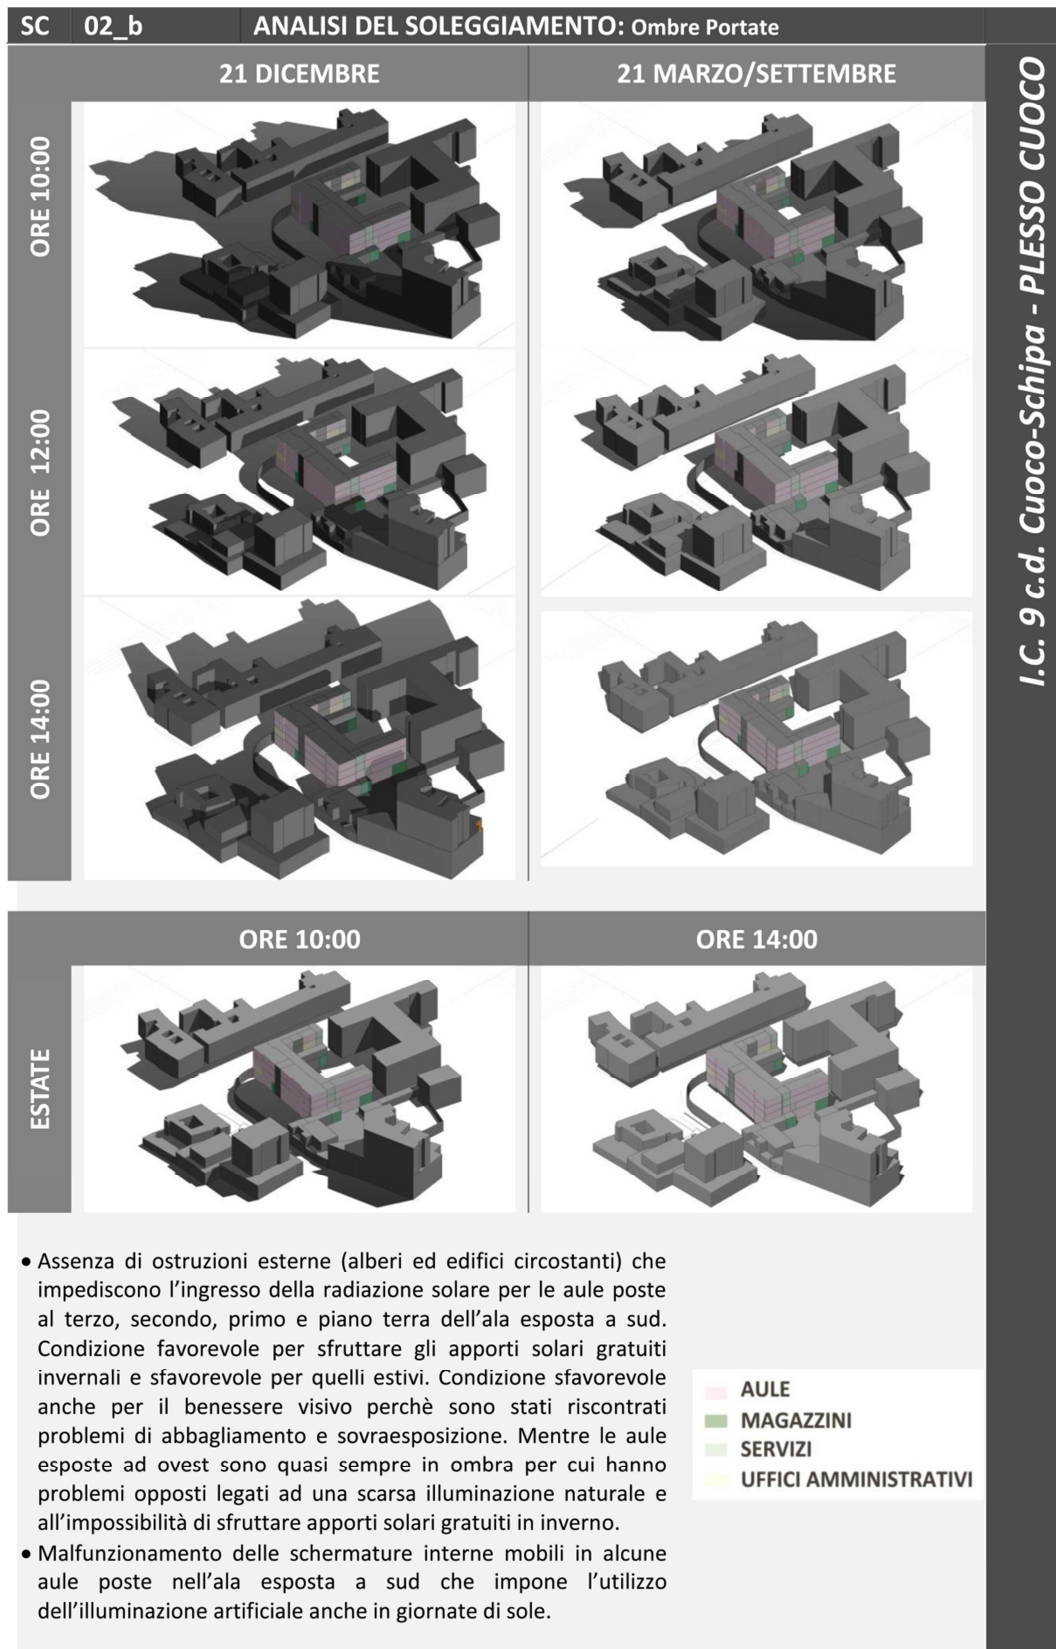 SC 02_b ANALISI DEL SOLEGGIAMENTO: Ombre Portate
21 DICEMBRE 21 MARZO/SETTEMBRE
ORE 10:00
ORE 12:00
ORE 14:00
ORE 10:00 ORE 14:00
ESTATE
• Assenza di ostruzioni esterne (alberi ed edifici circostanti) che
impediscono l'ingresso della radiazione solare per le aule poste
al terzo, secondo, primo e piano terra dell'ala esposta a sud.
Condizione favorevole per sfruttare gli apporti solari gratuiti
invernali e sfavorevole per quelli estivi. Condizione sfavorevole
anche per il benessere visivo perchè sono stati riscontrati
problemi di abbagliamento e sovraesposizione. Mentre le aule
esposte ad ovest sono quasi sempre in ombra per cui hanno
problemi opposti legati ad una scarsa illuminazione naturale e
all'impossibilità di sfruttare apporti solari gratuiti in inverno.
• Malfunzionamento delle schermature interne mobili in alcune
aule poste nell'ala esposta a sud che impone l'utilizzo
dell'illuminazione artificiale anche in giornate di sole.
AULE
MAGAZZINI
SERVIZI
UFFICI AMMINISTRATIVI
I.C. 9 c.d. Cuoco-Schipa - PLESSO CUOCO